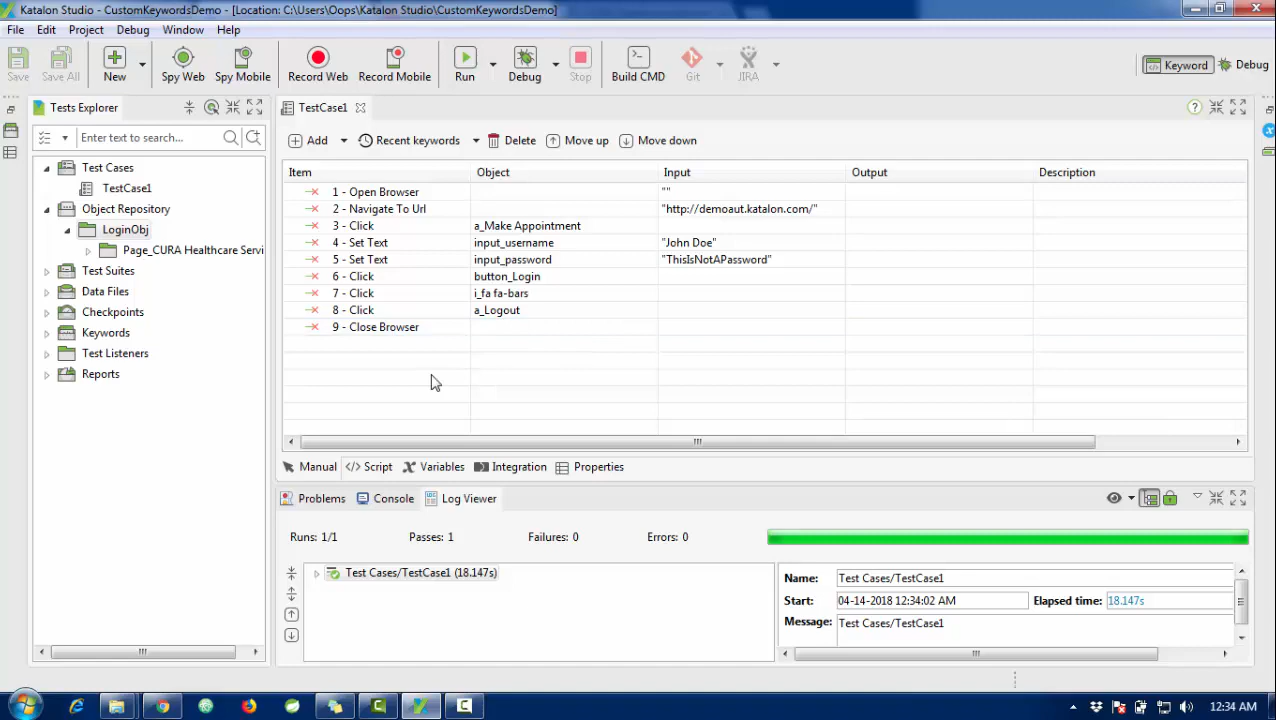 Katalon Studio - CustomKeywordsDemo - [Location: C:\Users\Oops\Katalon Studio\CustomKeywordsDemo]
File Edit Project Debug Window Help
Save Save All New Spy Web Spy Mobile Record Web Record Mobile Run Debug Stop Build CMD Git JIRA Keyword Debug
Tests Explorer
Enter text to search...
Test Cases
TestCase1
Object Repository
LoginObj
Page_CURA Healthcare Servi
Test Suites
Data Files
Checkpoints
Keywords
Test Listeners
Reports
TestCase1
Add Recent keywords Delete Move up Move down
Item Object Input Output Description
1 - Open Browser ""
2 - Navigate To Url "http://demoaut.katalon.com/"
3 - Click a_Make Appointment
4 - Set Text input_username "John Doe"
5 - Set Text input_password "ThisIsNotAPassword"
6 - Click button_Login
7 - Click i_fa fa-bars
8 - Click a_Logout
9 - Close Browser
Manual Script Variables Integration Properties
Problems Console Log Viewer
Runs: 1/1 Passes: 1 Failures: 0 Errors: 0
Test Cases/TestCase1 (18.147s)
Name: Test Cases/TestCase1
Start: 04-14-2018 12:34:02 AM Elapsed time: 18.147s
Message: Test Cases/TestCase1
12:34 AM